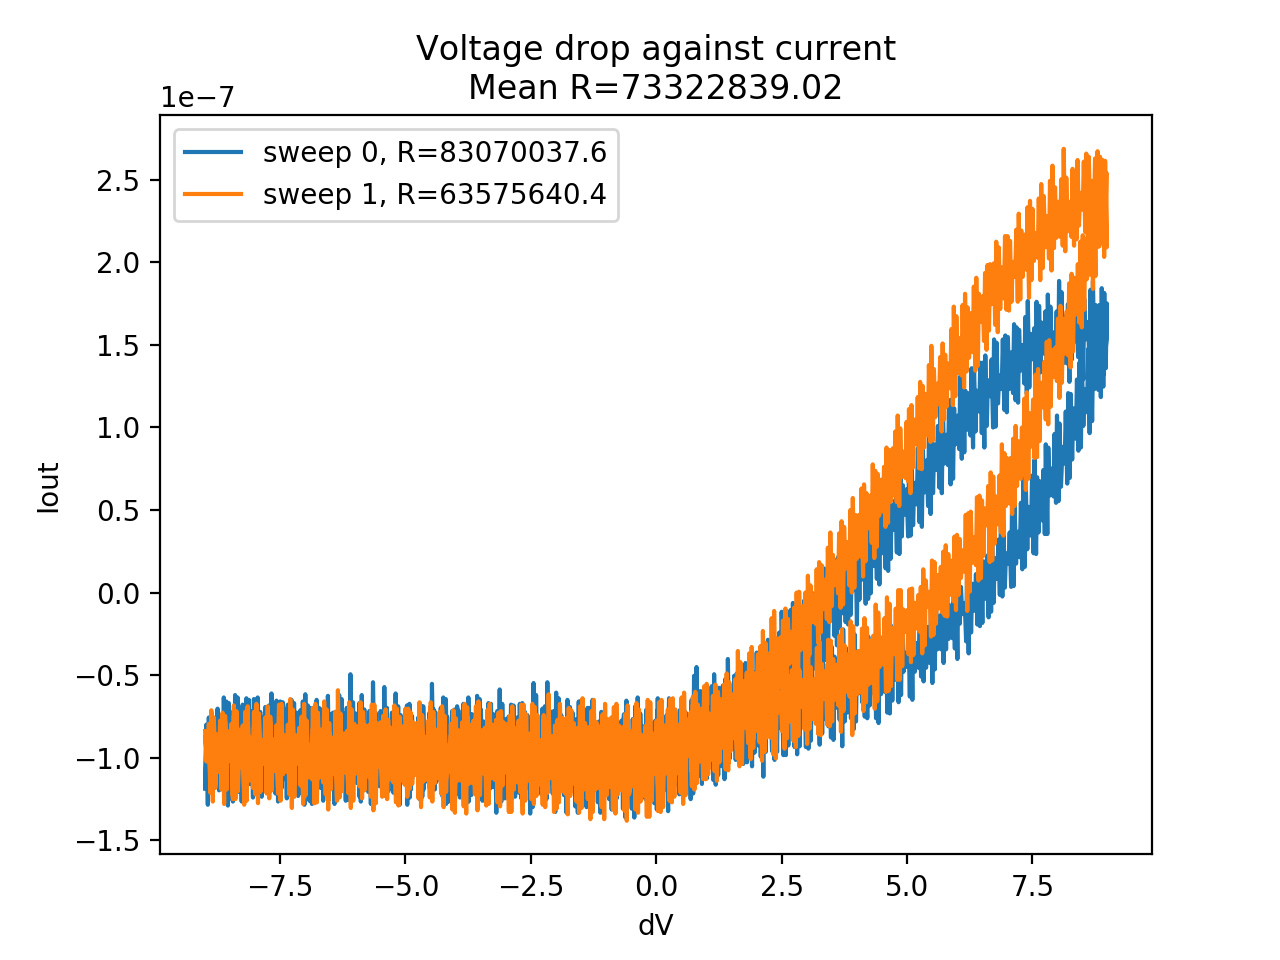 Voltage drop against current
Mean R=73322839.02
1e−7
sweep 0, R=83070037.6
sweep 1, R=63575640.4
2.5
2.0
1.5
1.0
0.5
0.0
−0.5
−1.0
−1.5
Iout
−7.5
−5.0
−2.5
0.0
2.5
5.0
7.5
dV